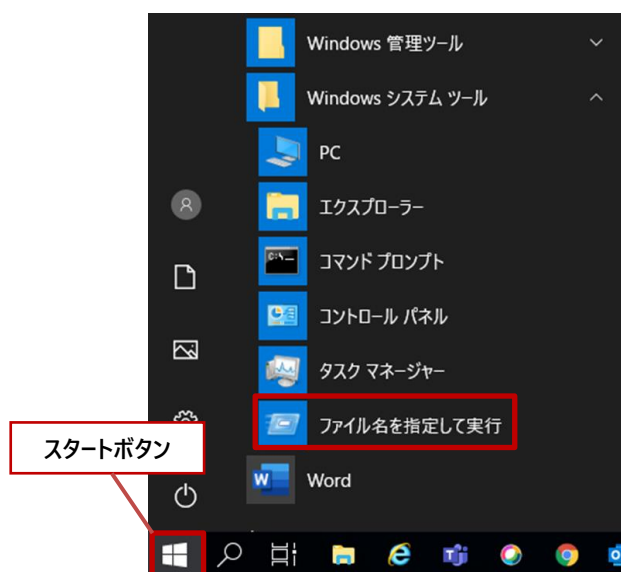 Windows 管理ツール
Windows システム ツール
PC
エクスプローラー
コマンド プロンプト
コントロール パネル
タスク マネージャー
ファイル名を指定して実行
スタートボタン
Word